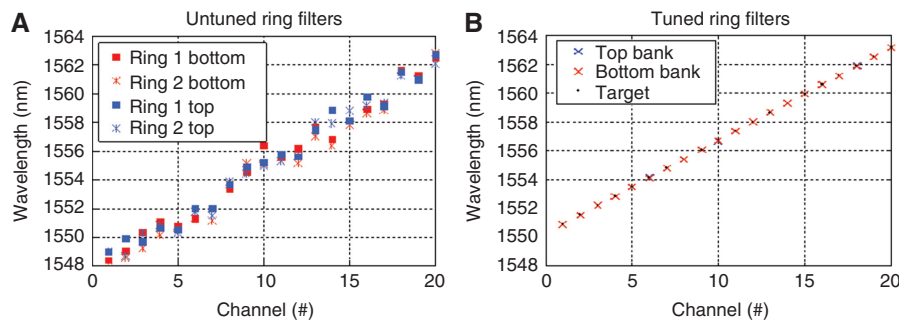 A
Untuned ring filters
Wavelength (nm)
1564
1562
1560
1558
1556
1554
1552
1550
1548
Ring 1 bottom
Ring 2 bottom
Ring 1 top
Ring 2 top
0
5
10
15
20
Channel (#)
B
Tuned ring filters
Wavelength (nm)
1564
1562
1560
1558
1556
1554
1552
1550
1548
Top bank
Bottom bank
Target
0
5
10
15
20
Channel (#)